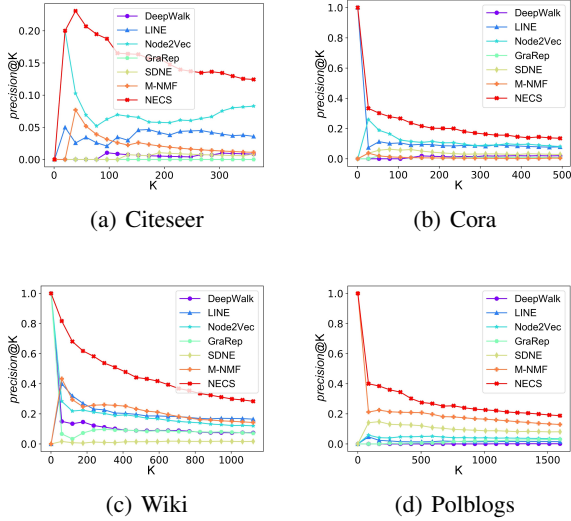 DeepWalk
LINE
Node2Vec
GraRep
SDNE
M-NMF
NECS
0.20
0.15
0.10
0.05
0.00
precision@K
0 100 200 300
K
(a) Citeseer
DeepWalk
LINE
Node2Vec
GraRep
SDNE
M-NMF
NECS
1.0
0.8
0.6
0.4
0.2
0.0
precision@K
0 100 200 300 400 500
K
(b) Cora
DeepWalk
LINE
Node2Vec
GraRep
SDNE
M-NMF
NECS
1.0
0.8
0.6
0.4
0.2
0.0
precision@K
0 200 400 600 800 1000
K
(c) Wiki
DeepWalk
LINE
Node2Vec
GraRep
SDNE
M-NMF
NECS
1.0
0.8
0.6
0.4
0.2
0.0
precision@K
0 500 1000 1500
K
(d) Polblogs